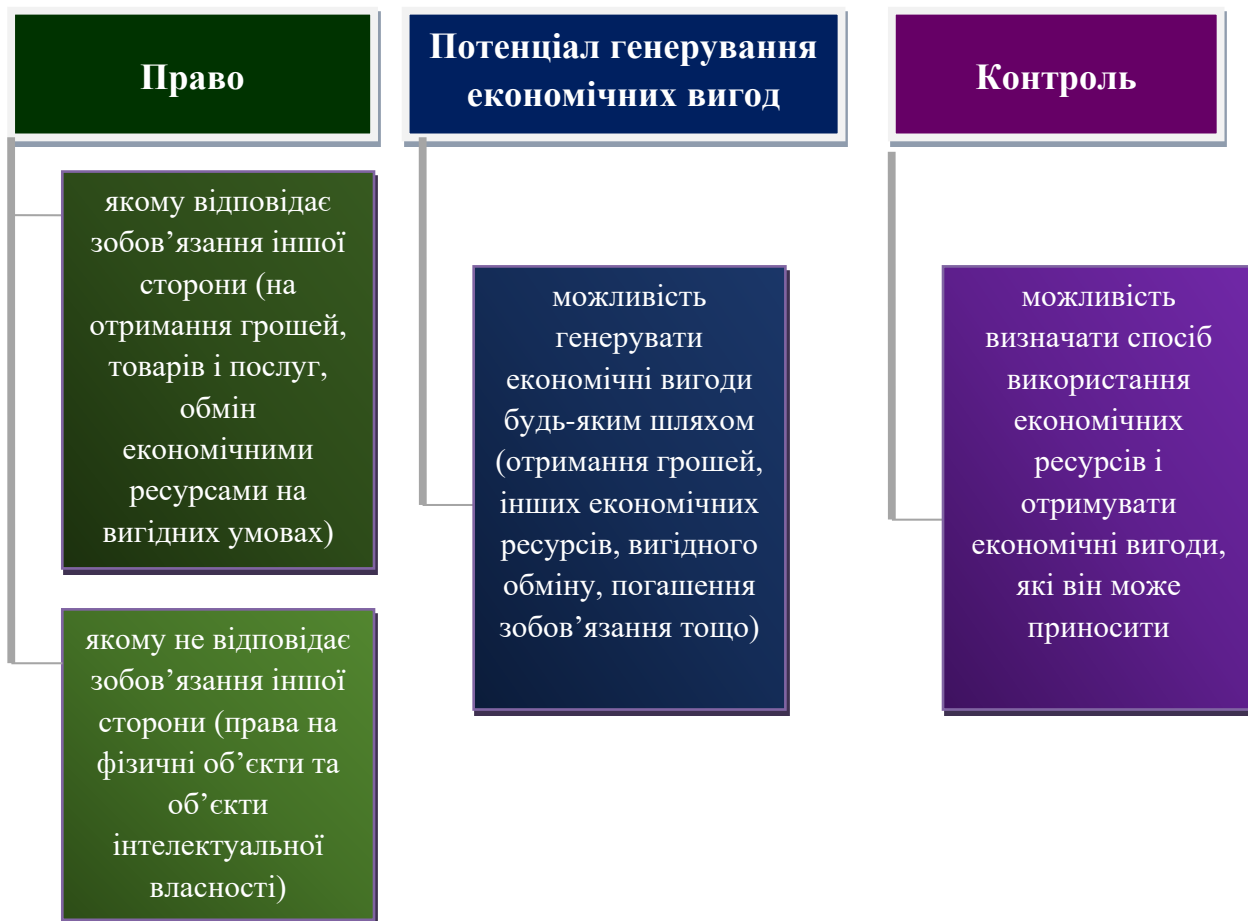 Право
якому відповідає
зобов’язання іншої
сторони (на
отримання грошей,
товарів і послуг,
обмін
економічними
ресурсами на
вигідних умовах)
якому не відповідає
зобов’язання іншої
сторони (права на
фізичні об’єкти та
об’єкти
інтелектуальної
власності)
Потенціал генерування
економічних вигод
можливість
генерувати
економічні вигоди
будь-яким шляхом
(отримання грошей,
інших економічних
ресурсів, вигідного
обміну, погашення
зобов’язання тощо)
Контроль
можливість
визначати спосіб
використання
економічних
ресурсів і
отримувати
економічні вигоди,
які він може
приносити